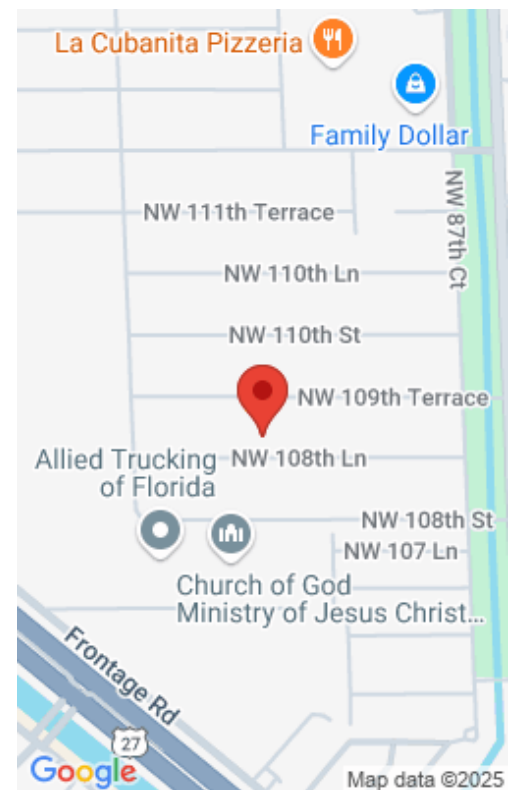 La Cubanita Pizzeria
Family Dollar
NW 87th Ct
NW 111th Terrace
NW 110th Ln
NW 110th St
NW 109th Terrace
Allied Trucking
of Florida
NW 108th Ln
NW 108th St
NW 107 Ln
Church of God
Ministry of Jesus Christ...
Frontage Rd
27
Google
Map data ©2025